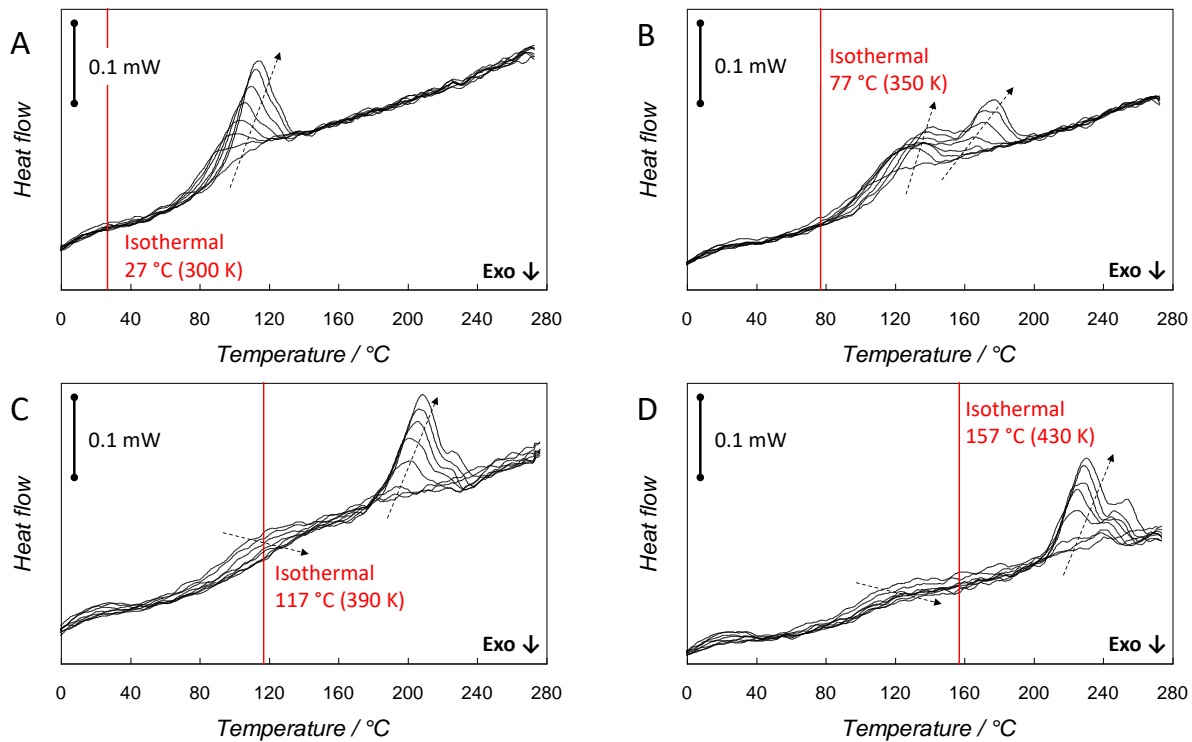 A
0.1 mW
Heat flow
Isothermal
27 °C (300 K)
Exo ↓
0 40 80 120 160 200 240 280
Temperature / °C
B
0.1 mW
Heat flow
Isothermal
77 °C (350 K)
Exo ↓
0 40 80 120 160 200 240 280
Temperature / °C
C
0.1 mW
Heat flow
Isothermal
117 °C (390 K)
Exo ↓
0 40 80 120 160 200 240 280
Temperature / °C
D
0.1 mW
Heat flow
Isothermal
157 °C (430 K)
Exo ↓
0 40 80 120 160 200 240 280
Temperature / °C